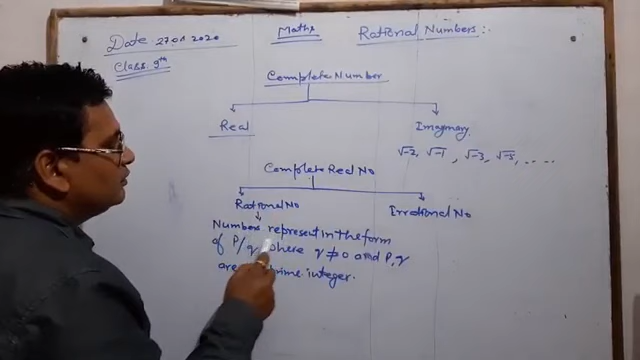 Maths
Rational Numbers:
Date 27.01.2020
Class 9th
Complete Number
Real
Imaginary
√-2, √-1, √-3, √-5, ....
Complete Real No
Rational No
Irrational No
Numbers represent in the form
of P/q where q ≠ 0 and P, q
are prime integer.